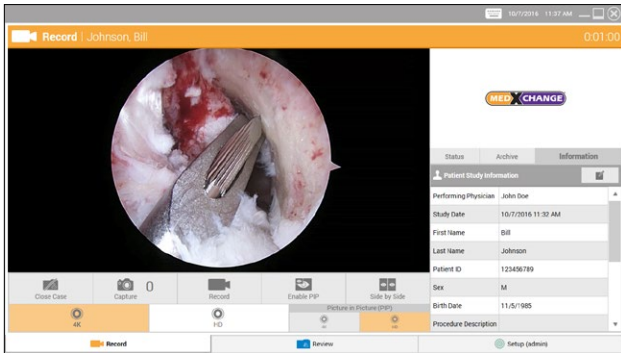 10/7/2016 11:37 AM
Record | Johnson, Bill
0:01:00
MED X CHANGE
Status Archive Information
Patient Study Information
Performing Physician John Doe
Study Date 10/7/2016 11:32 AM
First Name Bill
Last Name Johnson
Patient ID 123456789
Sex M
Birth Date 11/5/1985
Procedure Description
Close Case
Capture 0
Record
Enable PIP
Side by Side
Picture in Picture (PIP)
4K
HD
Record
Review
Setup (admin)